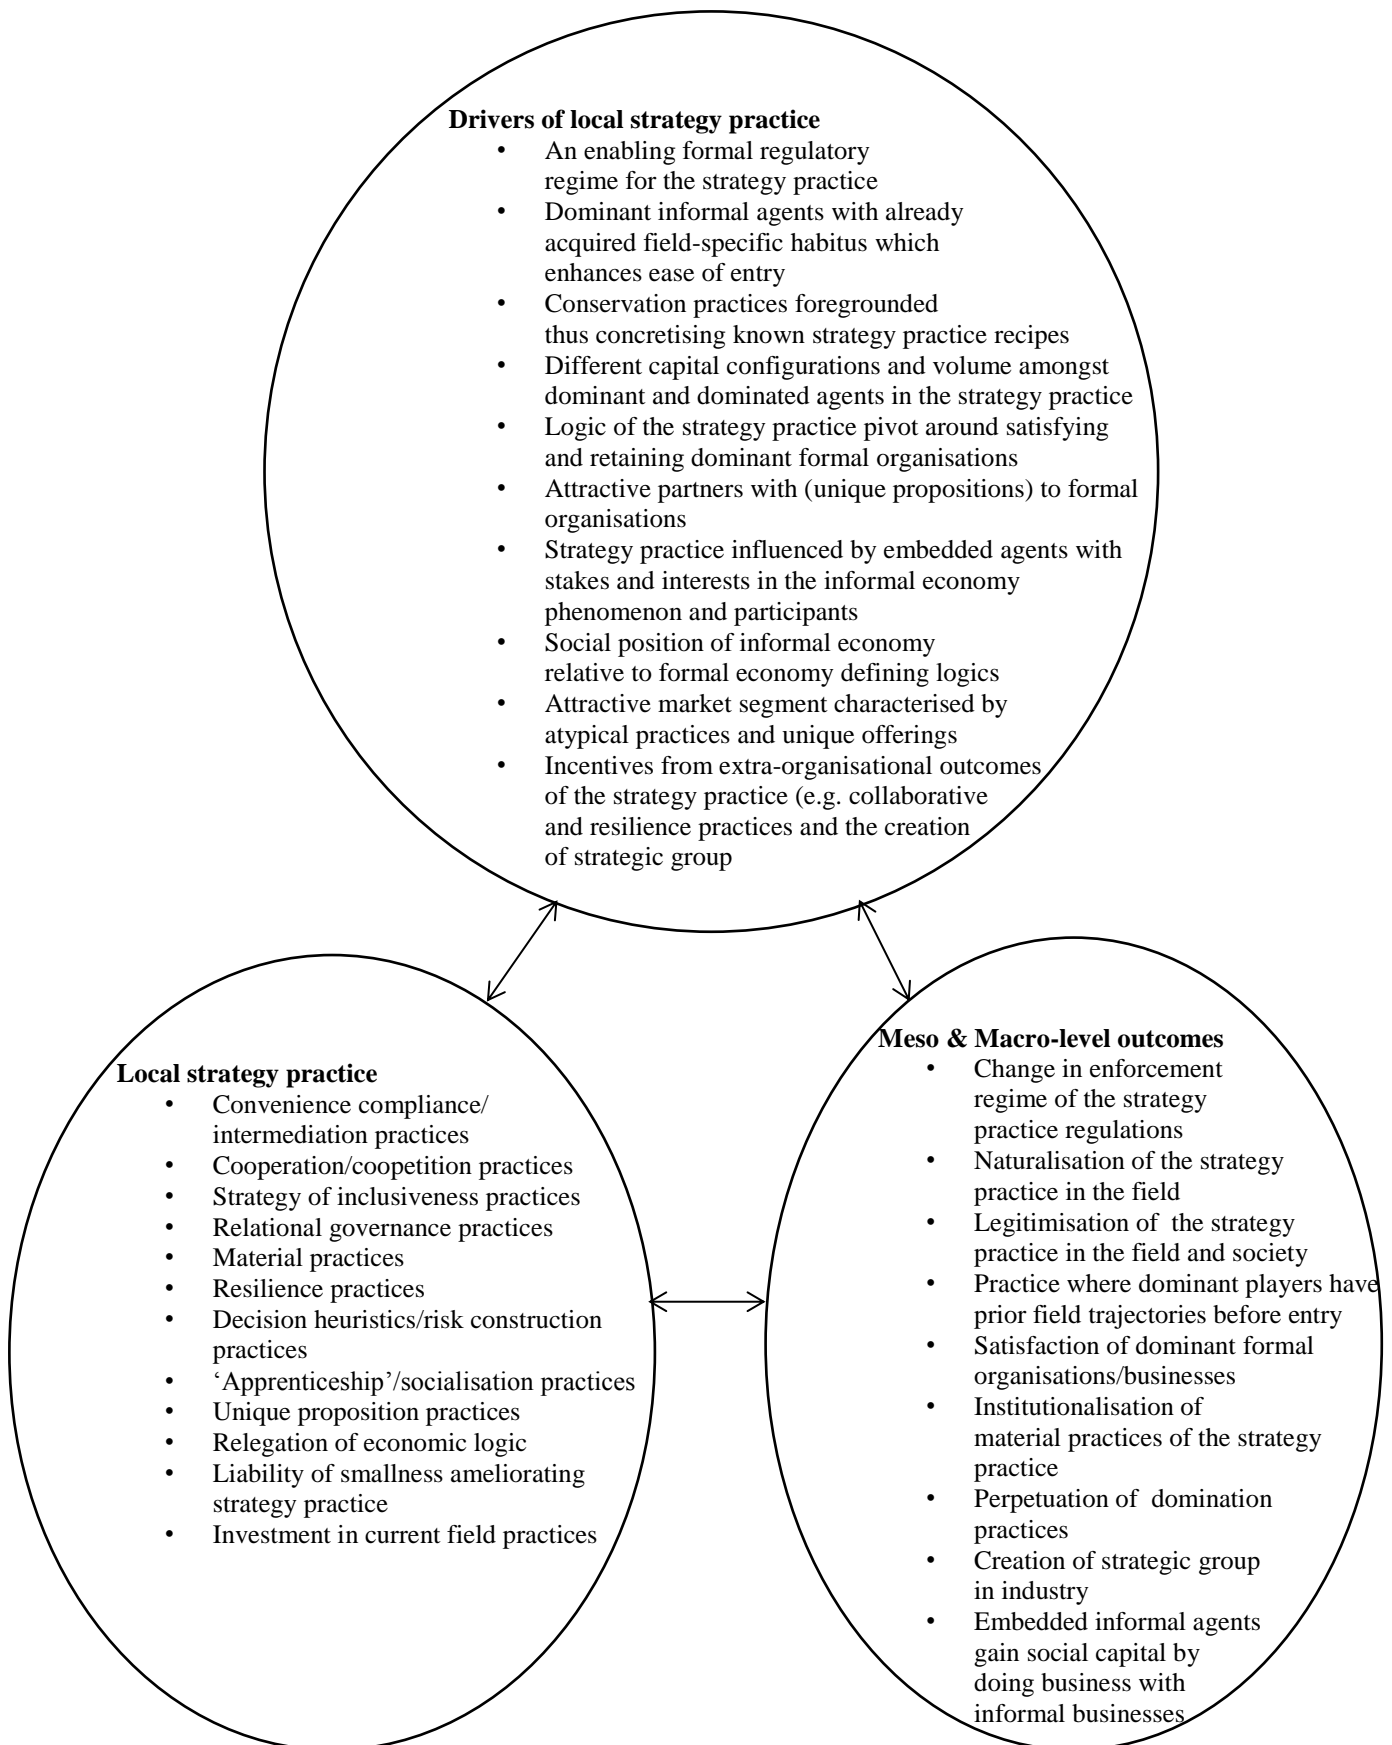 Drivers of local strategy practice
• An enabling formal regulatory
regime for the strategy practice
• Dominant informal agents with already
acquired field-specific habitus which
enhances ease of entry
• Conservation practices foregrounded
thus concretising known strategy practice recipes
• Different capital configurations and volume amongst
dominant and dominated agents in the strategy practice
• Logic of the strategy practice pivot around satisfying
and retaining dominant formal organisations
• Attractive partners with (unique propositions) to formal
organisations
• Strategy practice influenced by embedded agents with
stakes and interests in the informal economy
phenomenon and participants
• Social position of informal economy
relative to formal economy defining logics
• Attractive market segment characterised by
atypical practices and unique offerings
• Incentives from extra-organisational outcomes
of the strategy practice (e.g. collaborative
and resilience practices and the creation
of strategic group
Local strategy practice
• Convenience compliance/
intermediation practices
• Cooperation/coopetition practices
• Strategy of inclusiveness practices
• Relational governance practices
• Material practices
• Resilience practices
• Decision heuristics/risk construction
practices
• ‘Apprenticeship’/socialisation practices
• Unique proposition practices
• Relegation of economic logic
• Liability of smallness ameliorating
strategy practice
• Investment in current field practices
Meso & Macro-level outcomes
• Change in enforcement
regime of the strategy
practice regulations
• Naturalisation of the strategy
practice in the field
• Legitimisation of the strategy
practice in the field and society
• Practice where dominant players have
prior field trajectories before entry
• Satisfaction of dominant formal
organisations/businesses
• Institutionalisation of
material practices of the strategy
practice
• Perpetuation of domination
practices
• Creation of strategic group
in industry
• Embedded informal agents
gain social capital by
doing business with
informal businesses